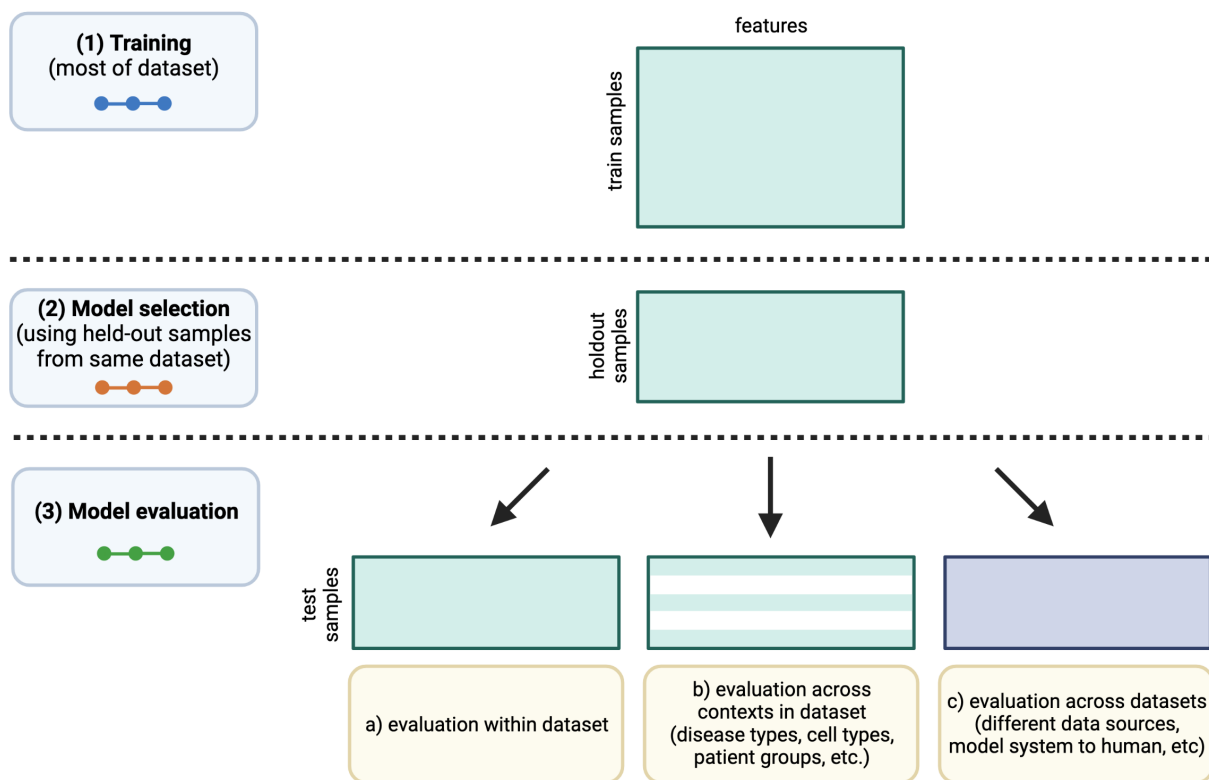 (1) Training
(most of dataset)
features
train samples
(2) Model selection
(using held-out samples
from same dataset)
holdout
samples
(3) Model evaluation
test
samples
a) evaluation within dataset
b) evaluation across
contexts in dataset
(disease types, cell types,
patient groups, etc.)
c) evaluation across datasets
(different data sources,
model system to human, etc)